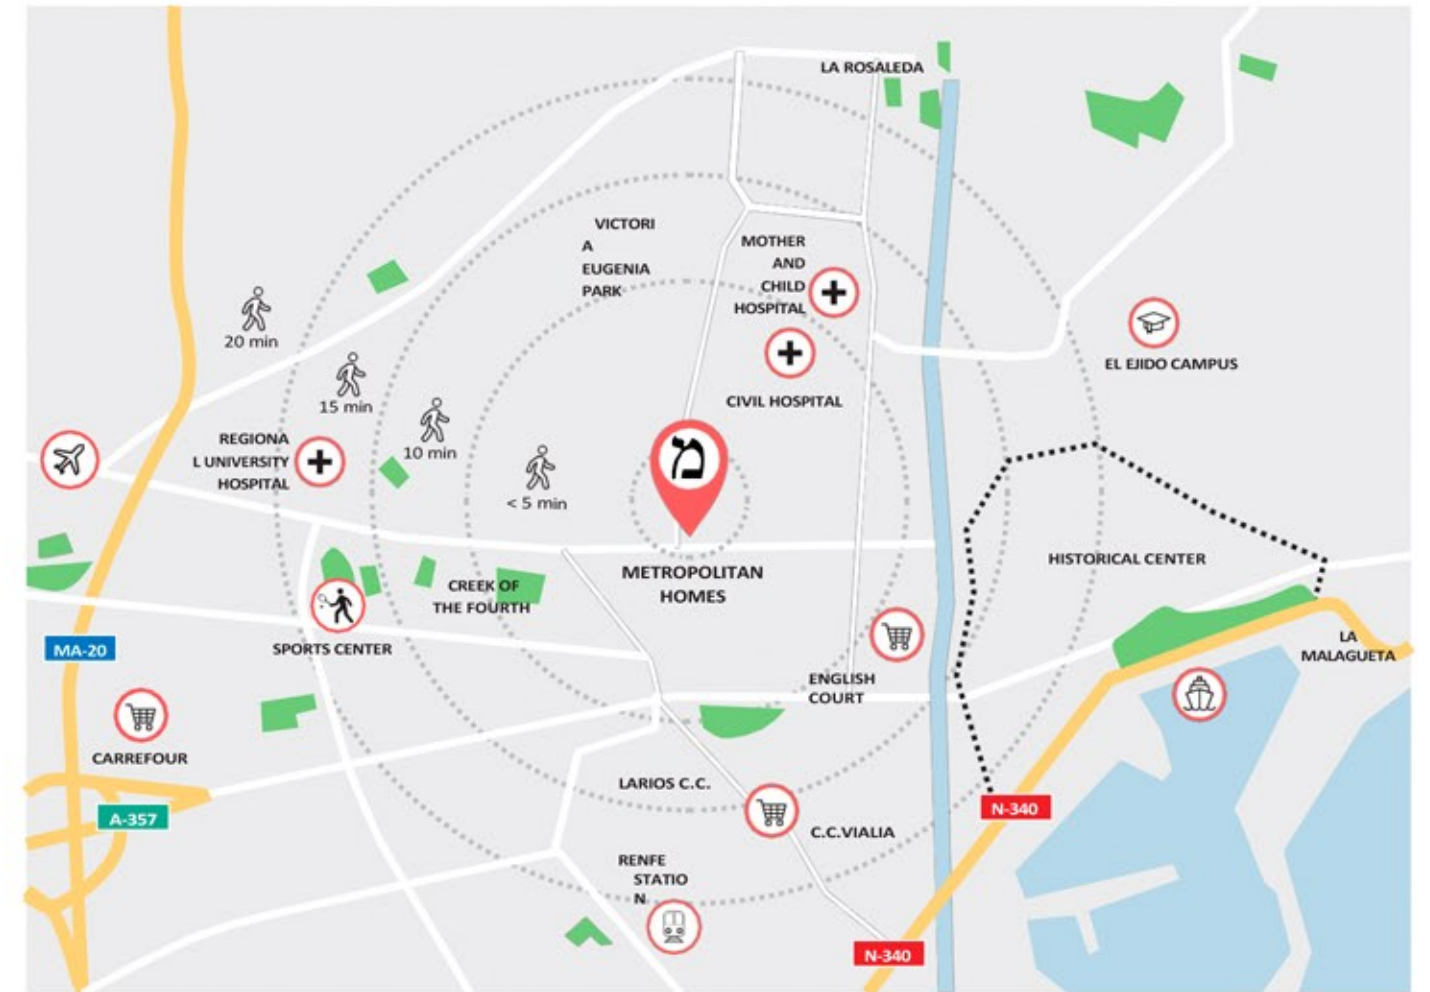 LA ROSALEDA
VICTORI
A
EUGENIA
PARK
MOTHER
AND
CHILD
HOSPITAL
20 min
15 min
EL EJIDO CAMPUS
CIVIL HOSPITAL
REGIONA
L UNIVERSITY
HOSPITAL
10 min
< 5 min
מ
HISTORICAL CENTER
METROPOLITAN
HOMES
CREEK OF
THE FOURTH
SPORTS CENTER
MA-20
LA
MALAGUETA
ENGLISH
COURT
CARREFOUR
LARIOS C.C.
N-340
A-357
C.C.VIALIA
RENFE
STATIO
N
N-340